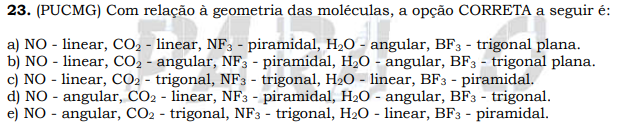 23. (PUCMG) Com relação à geometria das moléculas, a opção CORRETA a seguir é:
a) NO - linear, CO₂ - linear, NF₃ - piramidal, H₂O - angular, BF₃ - trigonal plana.
b) NO - linear, CO₂ - angular, NF₃ - piramidal, H₂O - angular, BF₃ - trigonal plana.
c) NO - linear, CO₂ - trigonal, NF₃ - trigonal, H₂O - linear, BF₃ - piramidal.
d) NO - angular, CO₂ - linear, NF₃ - piramidal, H₂O - angular, BF₃ - trigonal.
e) NO - angular, CO₂ - trigonal, NF₃ - trigonal, H₂O - linear, BF₃ - piramidal.